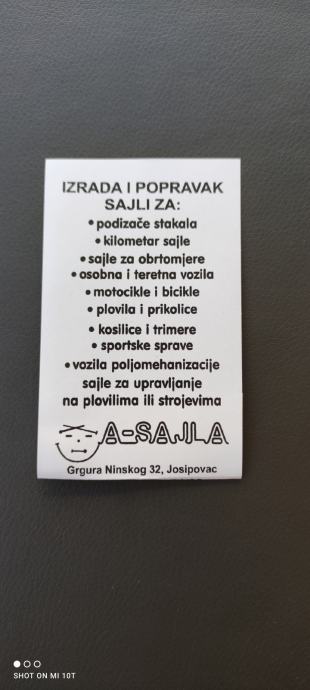 IZRADA I POPRAVAK
SAJLI ZA:
• podizače stakala
• kilometar sajle
• sajle za obrtomjere
• osobna i teretna vozila
• motocikle i bicikle
• plovila i prikolice
• kosilice i trimere
• sportske sprave
• vozila poljomehanizacije
sajle za upravljanje
na plovilima ili strojevima
A-SAJLA
Grgura Ninskog 32, Josipovac
SHOT ON MI 10T